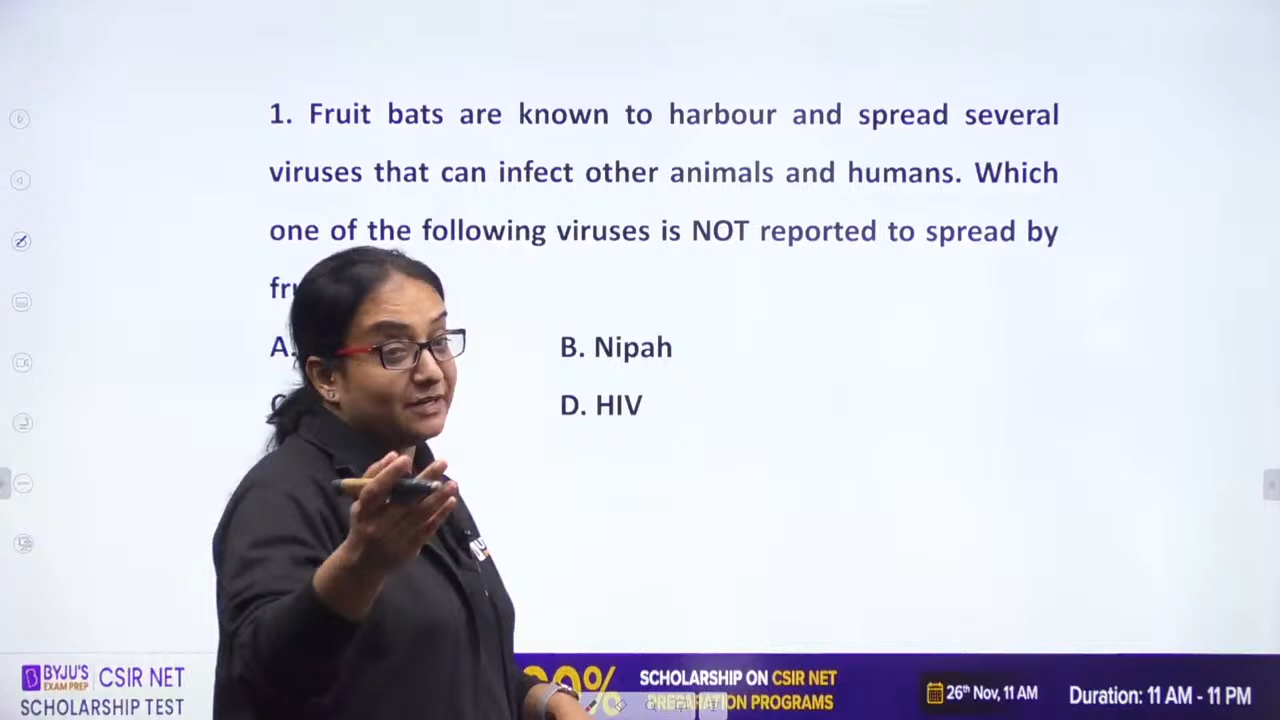 1. Fruit bats are known to harbour and spread several
viruses that can infect other animals and humans. Which
one of the following viruses is NOT reported to spread by
A.
B. Nipah
D. HIV
BYJU'S
EXAM PREP
CSIR NET
SCHOLARSHIP TEST
SCHOLARSHIP ON CSIR NET
PREPARATION PROGRAMS
26th Nov, 11 AM
Duration: 11 AM - 11 PM